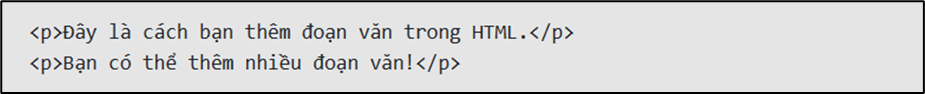 <p>Đây là cách bạn thêm đoạn văn trong HTML.</p>
<p>Bạn có thể thêm nhiều đoạn văn!</p>